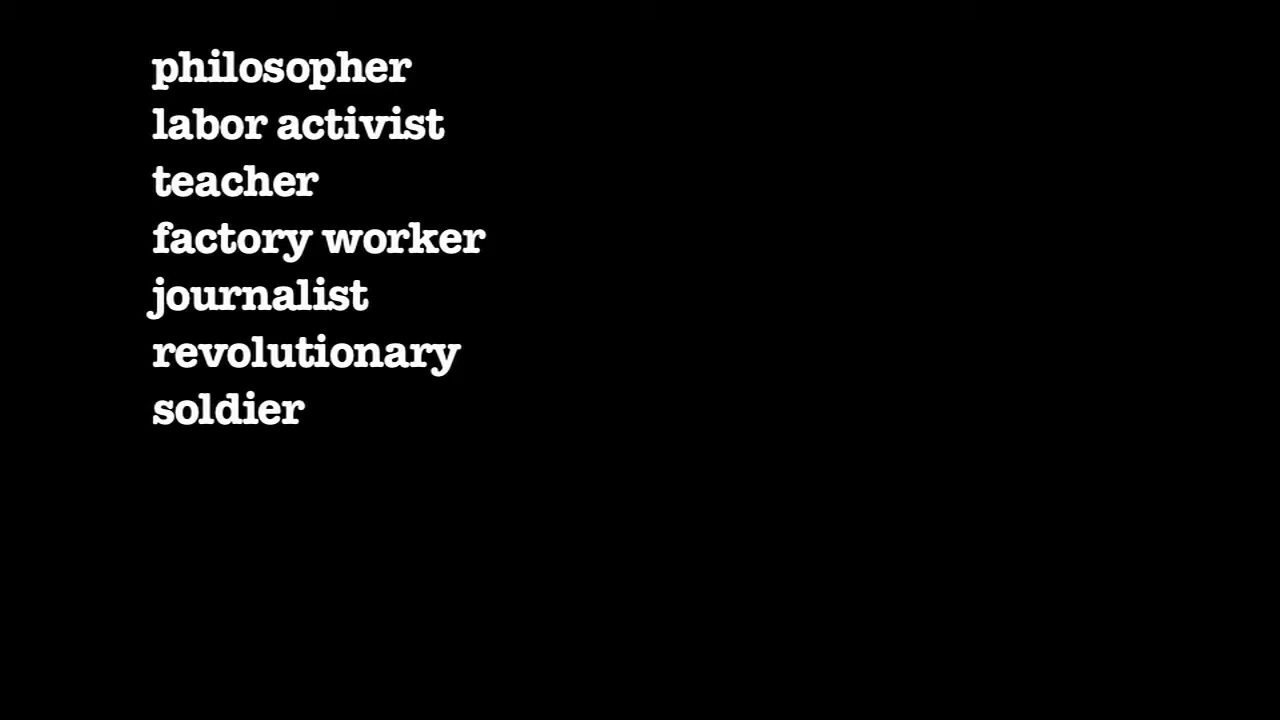 philosopher
labor activist
teacher
factory worker
journalist
revolutionary
soldier